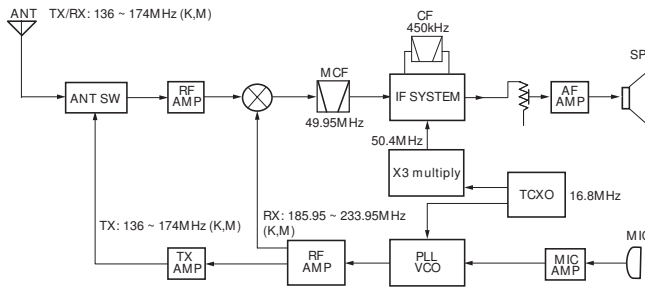 ANT TX/RX: 136 ~ 174MHz (K,M)
CF
450kHz
SP
MCF
ANT SW
RF
AMP
IF SYSTEM
AF
AMP
49.95MHz
50.4MHz
X3 multiply
TCXO
16.8MHz
RX: 185.95 ~ 233.95MHz
(K,M)
TX: 136 ~ 174MHz (K,M)
MIC
TX
AMP
RF
AMP
PLL
VCO
MIC
AMP